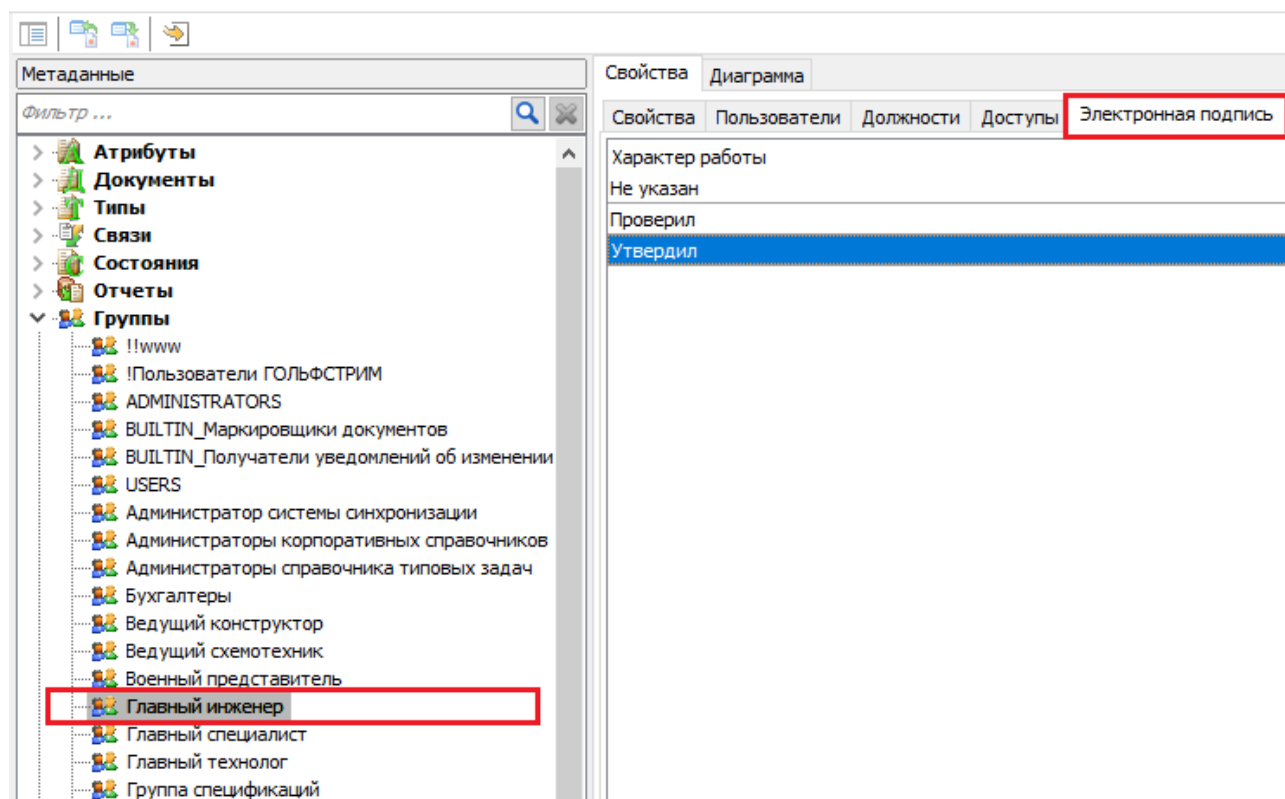 Метаданные
Фильтр ...
Атрибуты
Документы
Типы
Связи
Состояния
Отчеты
Группы
!!www
!Пользователи ГОЛЬФСТРИМ
ADMINISTRATORS
BUILTIN_Маркировщики документов
BUILTIN_Получатели уведомлений об изменении
USERS
Администратор системы синхронизации
Администраторы корпоративных справочников
Администраторы справочника типовых задач
Бухгалтеры
Ведущий конструктор
Ведущий схемотехник
Военный представитель
Главный инженер
Главный специалист
Главный технолог
Группа спецификаций
Свойства Диаграмма
Свойства Пользователи Должности Доступы Электронная подпись
Характер работы
Не указан
Проверил
Утвердил